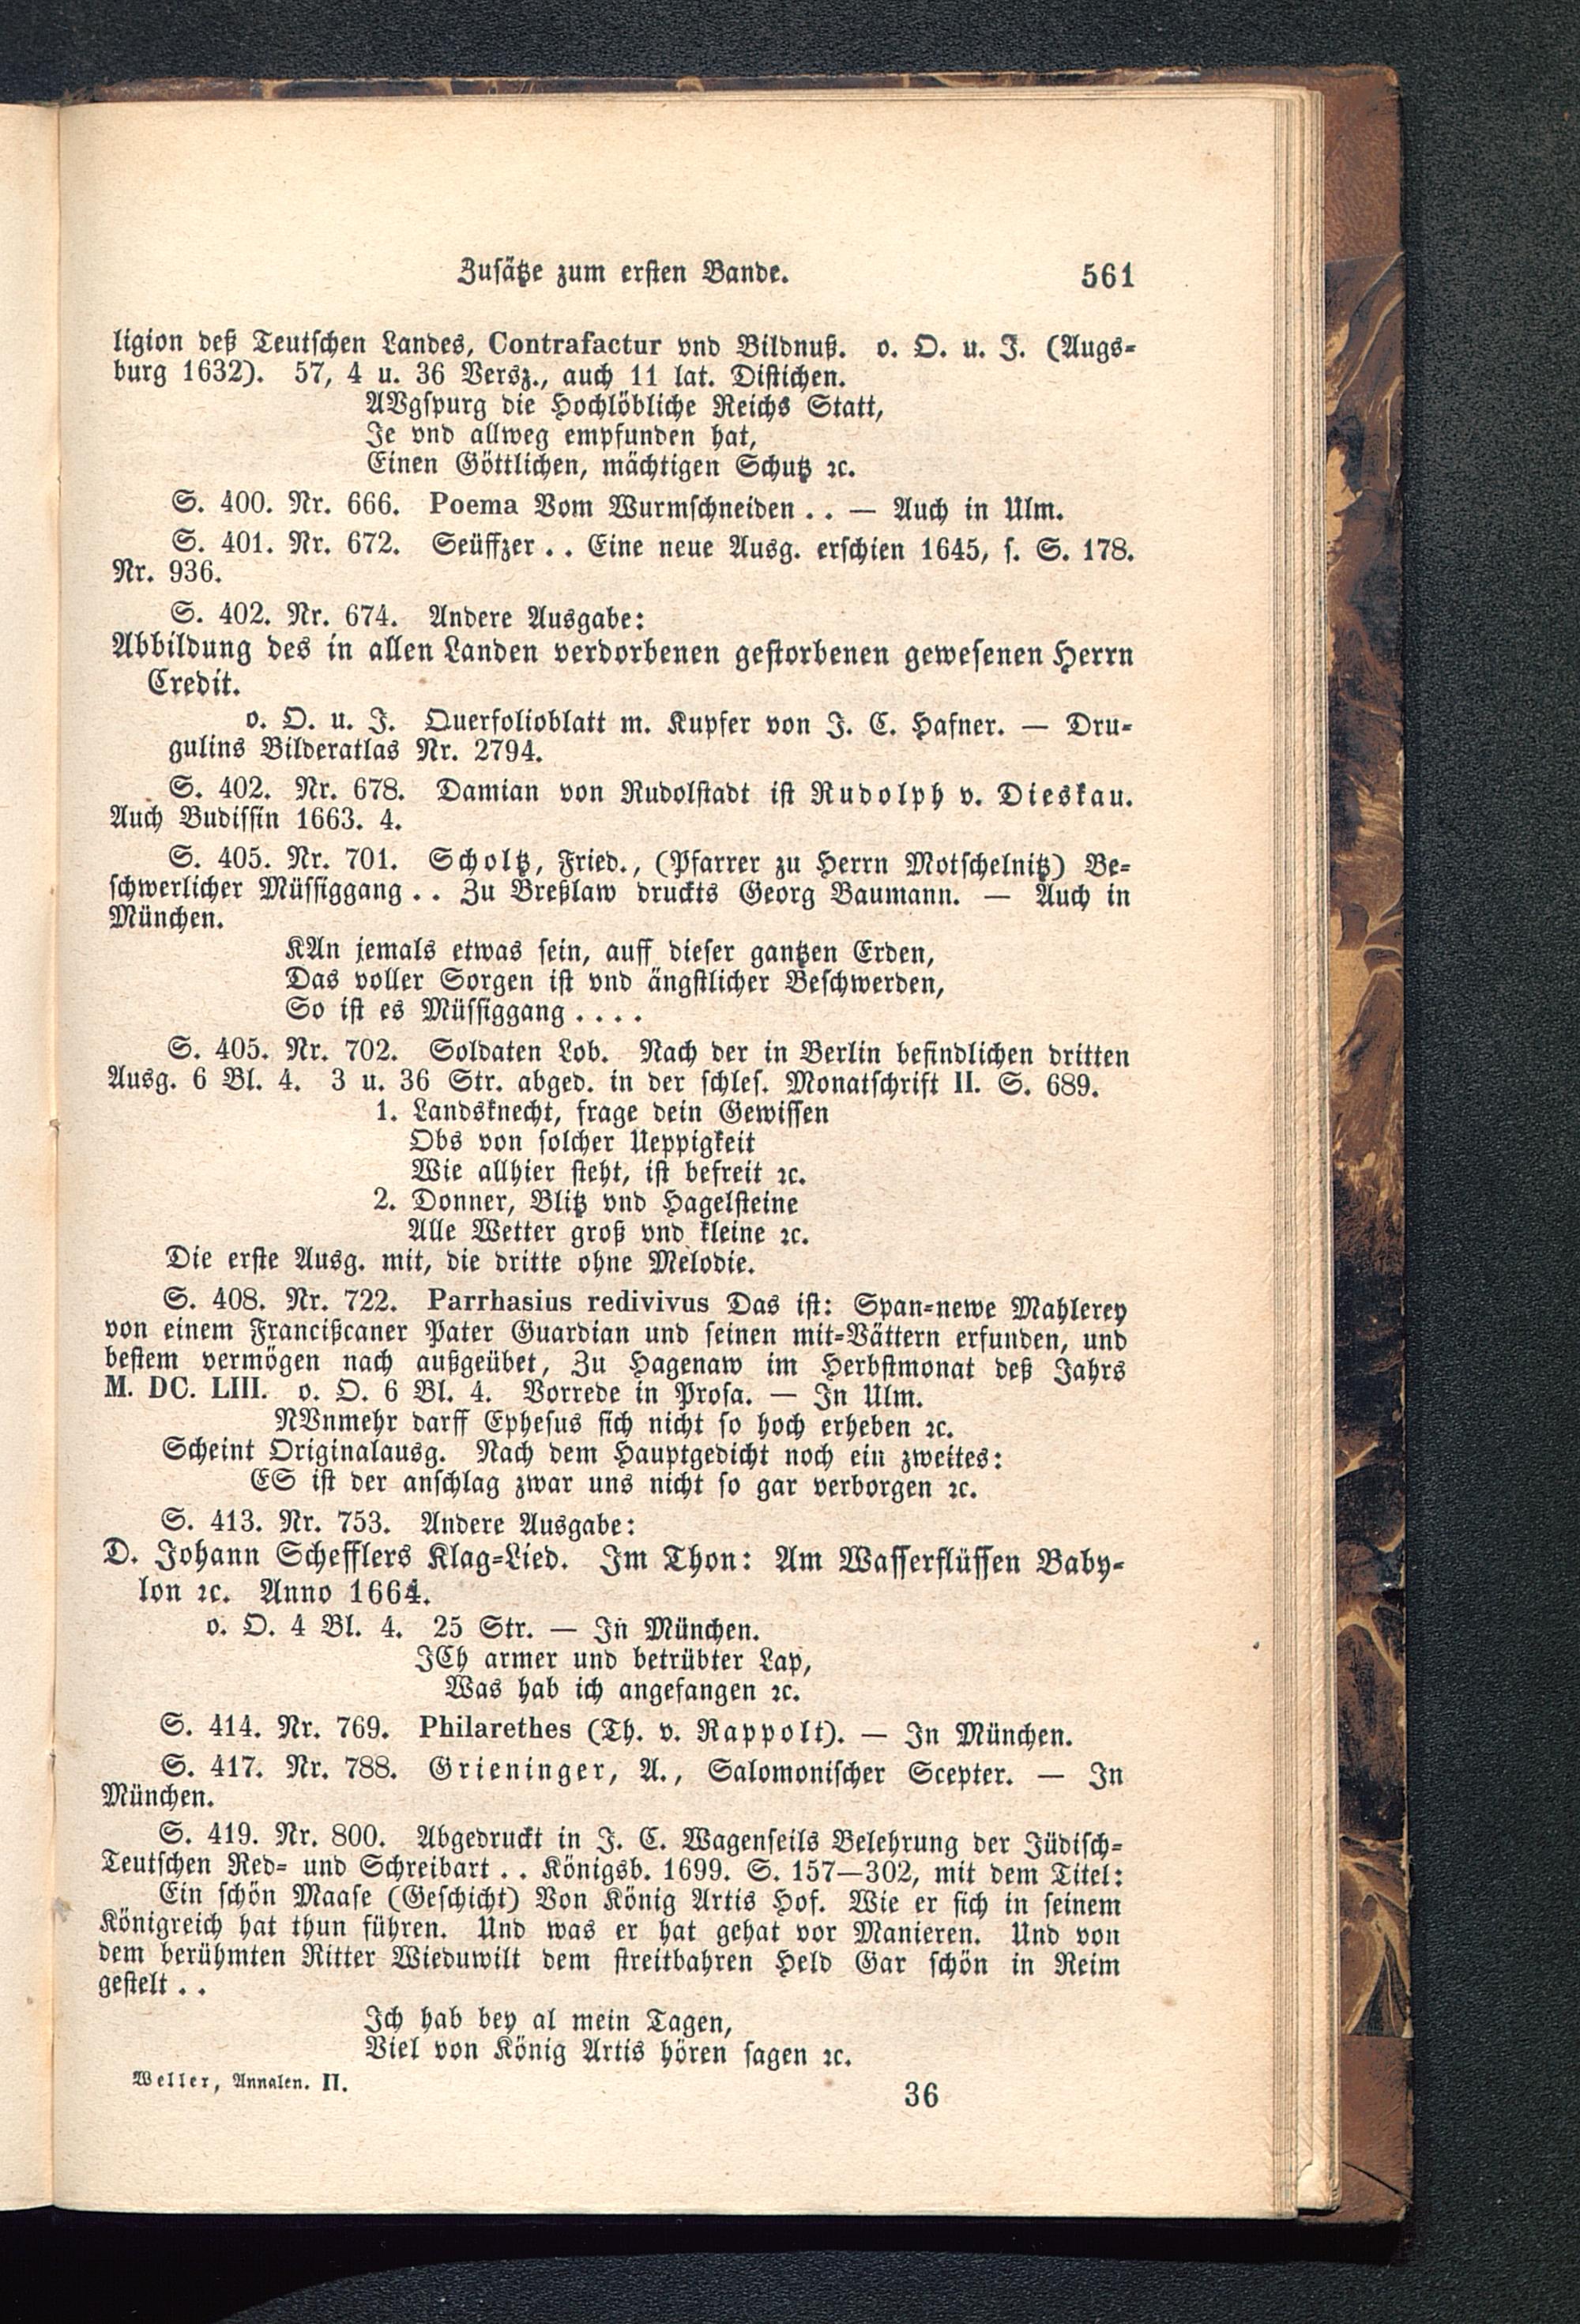 Zusätze zum ersten Bande. 561
ligion deß Teutschen Landes, Contrafactur vnd Bildnuß. o. O. u. J. (Augs-
burg 1632). 57, 4 u. 36 Versz., auch 11 lat. Distichen.
AVgspurg die Hochlöbliche Reichs Statt,
Je vnd allweg empfunden hat,
Einen Göttlichen, mächtigen Schutz ꝛc.
S. 400. Nr. 666. Poema Vom Wurmschneiden . . — Auch in Ulm.
S. 401. Nr. 672. Seüffzer . . Eine neue Ausg. erschien 1645, s. S. 178.
Nr. 936.
S. 402. Nr. 674. Andere Ausgabe:
Abbildung des in allen Landen verdorbenen gestorbenen gewesenen Herrn
Credit.
o. O. u. J. Querfolioblatt m. Kupfer von J. C. Hafner. — Dru-
gulins Bilderatlas Nr. 2794.
S. 402. Nr. 678. Damian von Rudolstadt ist Rudolph v. Dieskau.
Auch Budissin 1663. 4.
S. 405. Nr. 701. Scholtz, Fried., (Pfarrer zu Herrn Motschelnitz) Be-
schwerlicher Müssiggang . . Zu Breßlaw druckts Georg Baumann. — Auch in
München.
KAn jemals etwas sein, auff dieser gantzen Erden,
Das voller Sorgen ist vnd ängstlicher Beschwerden,
So ist es Müssiggang . . . .
S. 405. Nr. 702. Soldaten Lob. Nach der in Berlin befindlichen dritten
Ausg. 6 Bl. 4. 3 u. 36 Str. abged. in der schles. Monatschrift II. S. 689.
1. Landsknecht, frage dein Gewissen
Obs von solcher Ueppigkeit
Wie allhier steht, ist befreit ꝛc.
2. Donner, Blitz vnd Hagelsteine
Alle Wetter groß vnd kleine ꝛc.
Die erste Ausg. mit, die dritte ohne Melodie.
S. 408. Nr. 722. Parrhasius redivivus Das ist: Span-newe Mahlerey
von einem Francißcaner Pater Guardian und seinen mit-Vättern erfunden, und
bestem vermögen nach außgeübet, Zu Hagenaw im Herbstmonat deß Jahrs
M. DC. LIII. o. O. 6 Bl. 4. Vorrede in Prosa. — In Ulm.
NVnmehr darff Ephesus sich nicht so hoch erheben ꝛc.
Scheint Originalausg. Nach dem Hauptgedicht noch ein zweites:
ES ist der anschlag zwar uns nicht so gar verborgen ꝛc.
S. 413. Nr. 753. Andere Ausgabe:
D. Johann Schefflers Klag-Lied. Im Thon: Am Wasserflüssen Baby-
lon ꝛc. Anno 1664.
o. O. 4 Bl. 4. 25 Str. — In München.
JCh armer und betrübter Lap,
Was hab ich angefangen ꝛc.
S. 414. Nr. 769. Philarethes (Th. v. Rappolt). — In München.
S. 417. Nr. 788. Grieninger, A., Salomonischer Scepter. — In
München.
S. 419. Nr. 800. Abgedruckt in J. C. Wagenseils Belehrung der Jüdisch-
Teutschen Red- und Schreibart . . Königsb. 1699. S. 157—302, mit dem Titel:
Ein schön Maase (Geschicht) Von König Artis Hof. Wie er sich in seinem
Königreich hat thun führen. Und was er hat gehat vor Manieren. Und von
dem berühmten Ritter Wieduwilt dem streitbahren Held Gar schön in Reim
gestelt . .
Ich hab bey al mein Tagen,
Viel von König Artis hören sagen ꝛc.
Weller, Annalen. II. 36